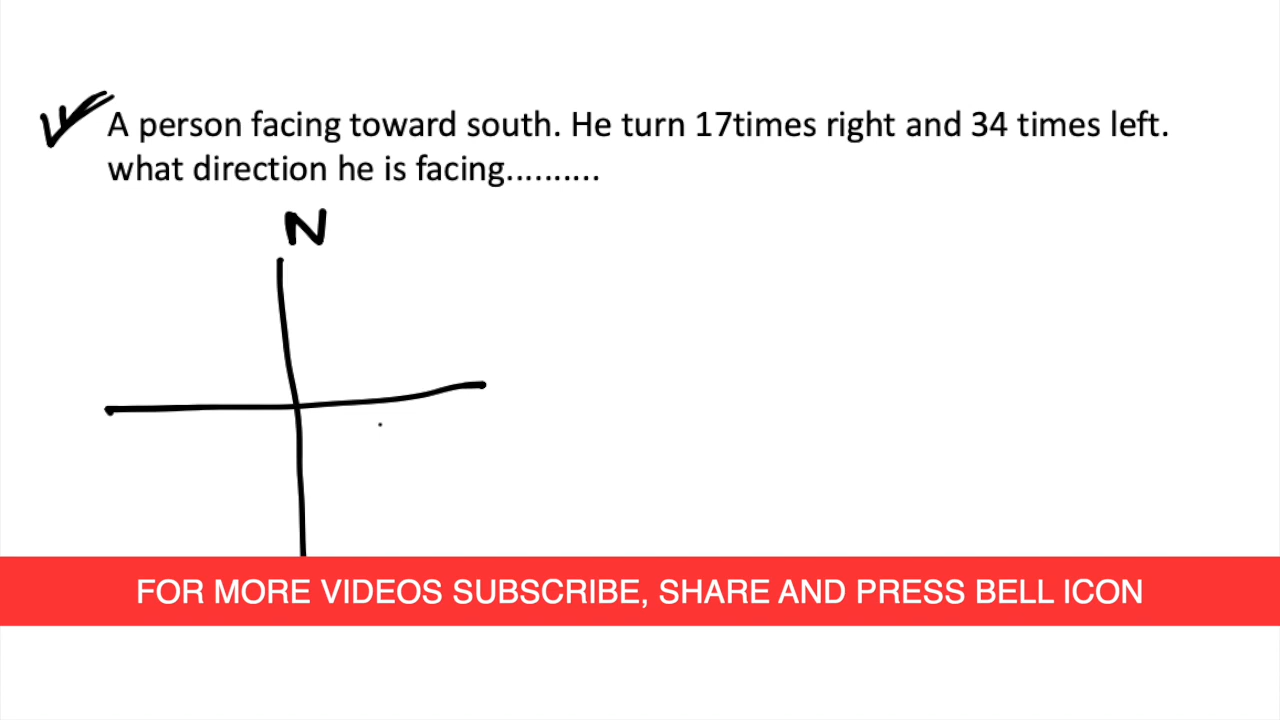 A person facing toward south. He turn 17times right and 34 times left.
what direction he is facing..........
N
FOR MORE VIDEOS SUBSCRIBE, SHARE AND PRESS BELL ICON